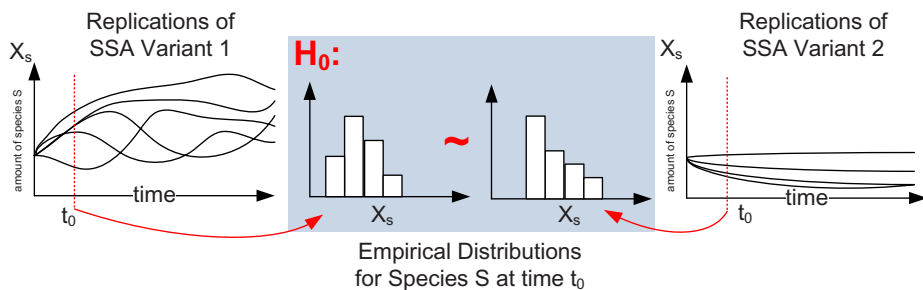 Replications of
SSA Variant 1
Xs
amount of species S
time
t0
H0:
~
Xs
Xs
Empirical Distributions
for Species S at time t0
Replications of
SSA Variant 2
Xs
amount of species S
time
t0